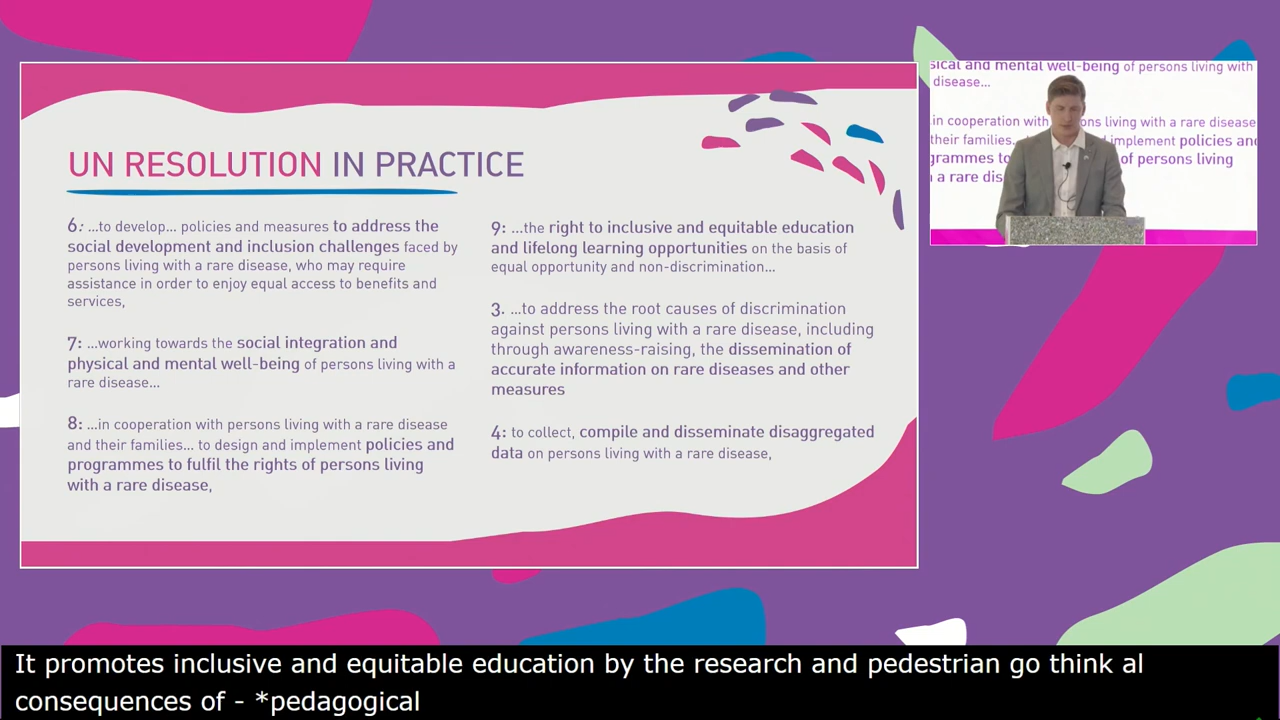 UN RESOLUTION IN PRACTICE
6: ...to develop... policies and measures to address the
social development and inclusion challenges faced by
persons living with a rare disease, who may require
assistance in order to enjoy equal access to benefits and
services,
7: ...working towards the social integration and
physical and mental well-being of persons living with a
rare disease...
8: ...in cooperation with persons living with a rare disease
and their families... to design and implement policies and
programmes to fulfil the rights of persons living
with a rare disease,
9: ...the right to inclusive and equitable education
and lifelong learning opportunities on the basis of
equal opportunity and non-discrimination...
3. ...to address the root causes of discrimination
against persons living with a rare disease, including
through awareness-raising, the dissemination of
accurate information on rare diseases and other
measures
4: to collect, compile and disseminate disaggregated
data on persons living with a rare disease,
sical and mental well-being of persons living with
disease...
in cooperation with ons living with a rare disease
their families... implement policies and
grammes to of persons living
a rare dis
It promotes inclusive and equitable education by the research and pedestrian go think al
consequences of - *pedagogical